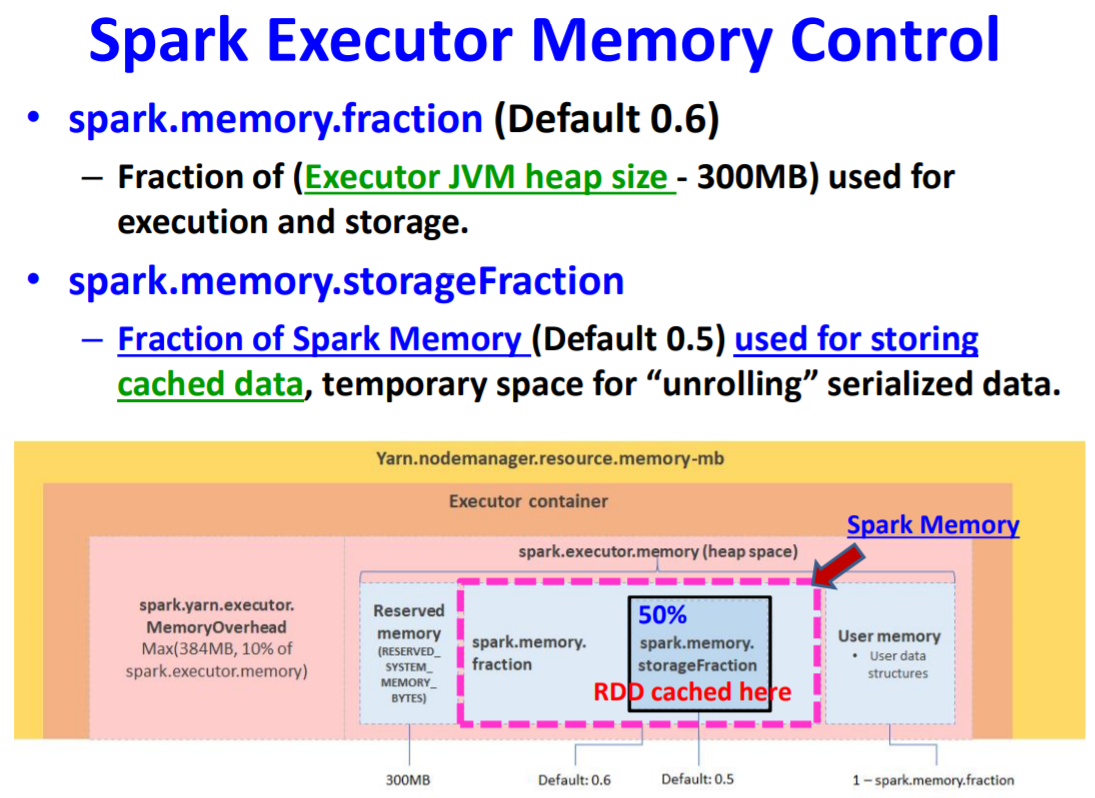 Spark Executor Memory Control
• spark.memory.fraction (Default 0.6)
– Fraction of (Executor JVM heap size - 300MB) used for
execution and storage.
• spark.memory.storageFraction
– Fraction of Spark Memory (Default 0.5) used for storing
cached data, temporary space for “unrolling” serialized data.
Yarn.nodemanager.resource.memory-mb
Executor container
Spark Memory
spark.executor.memory (heap space)
spark.yarn.executor.
MemoryOverhead
Max(384MB, 10% of
spark.executor.memory)
Reserved
memory
(RESERVED_
SYSTEM_
MEMORY_
BYTES)
spark.memory.
fraction
50%
spark.memory.
storageFraction
RDD cached here
User memory
• User data
structures
300MB
Default: 0.6
Default: 0.5
1 – spark.memory.fraction